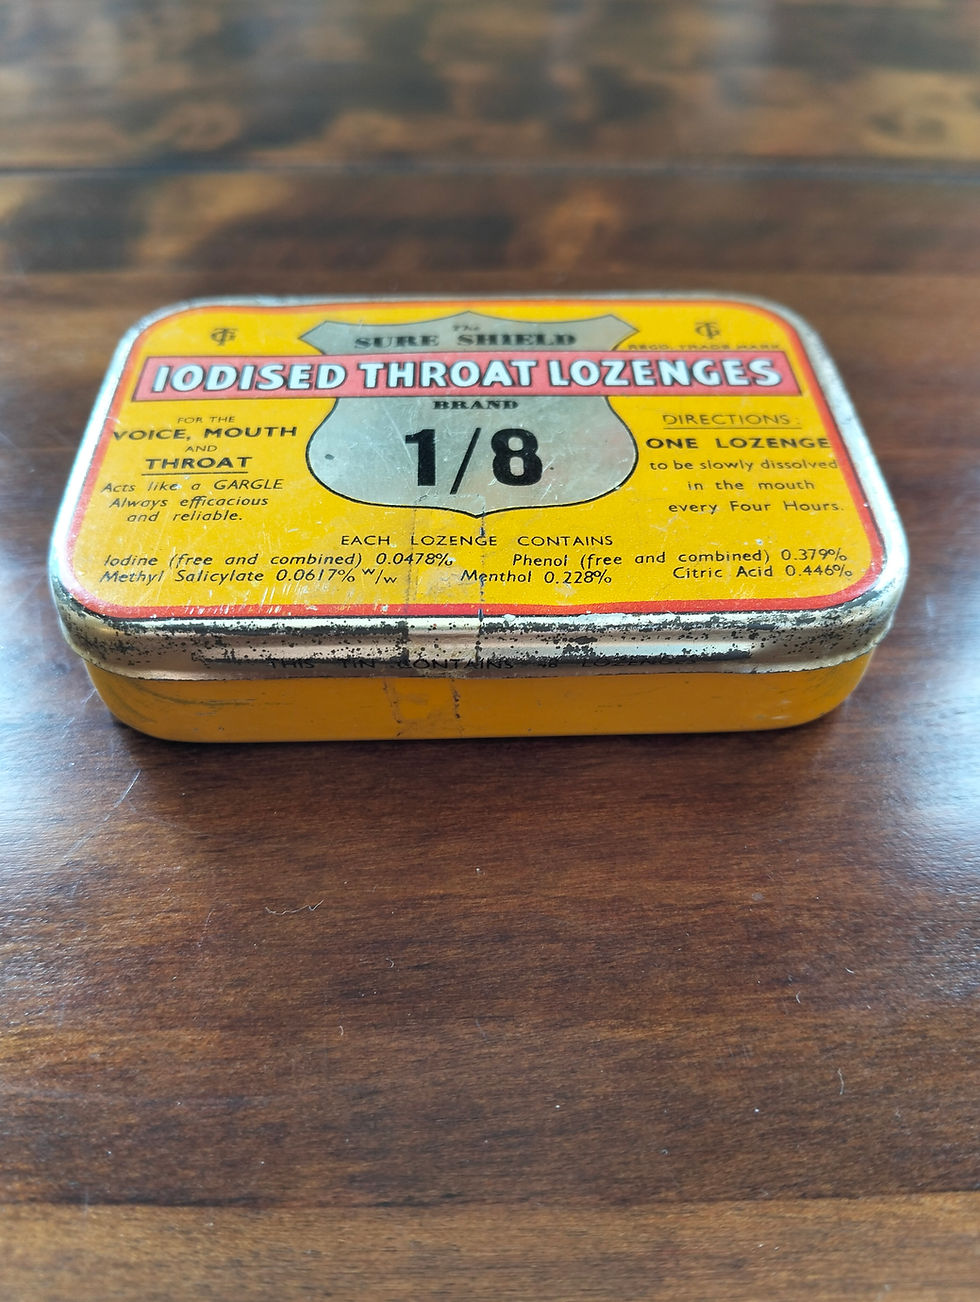 The
SURE SHIELD
REGD. TRADE MARK
IODISED THROAT LOZENGES
BRAND
1/8
FOR THE
VOICE, MOUTH
AND
THROAT
Acts like a GARGLE
Always efficacious
and reliable.
DIRECTIONS:
ONE LOZENGE
to be slowly dissolved
in the mouth
every Four Hours.
EACH LOZENGE CONTAINS
Iodine (free and combined) 0.0478% Phenol (free and combined) 0.379%
Methyl Salicylate 0.0617% w/w Menthol 0.228% Citric Acid 0.446%
THIS TIN CONTAINS LOZENGES